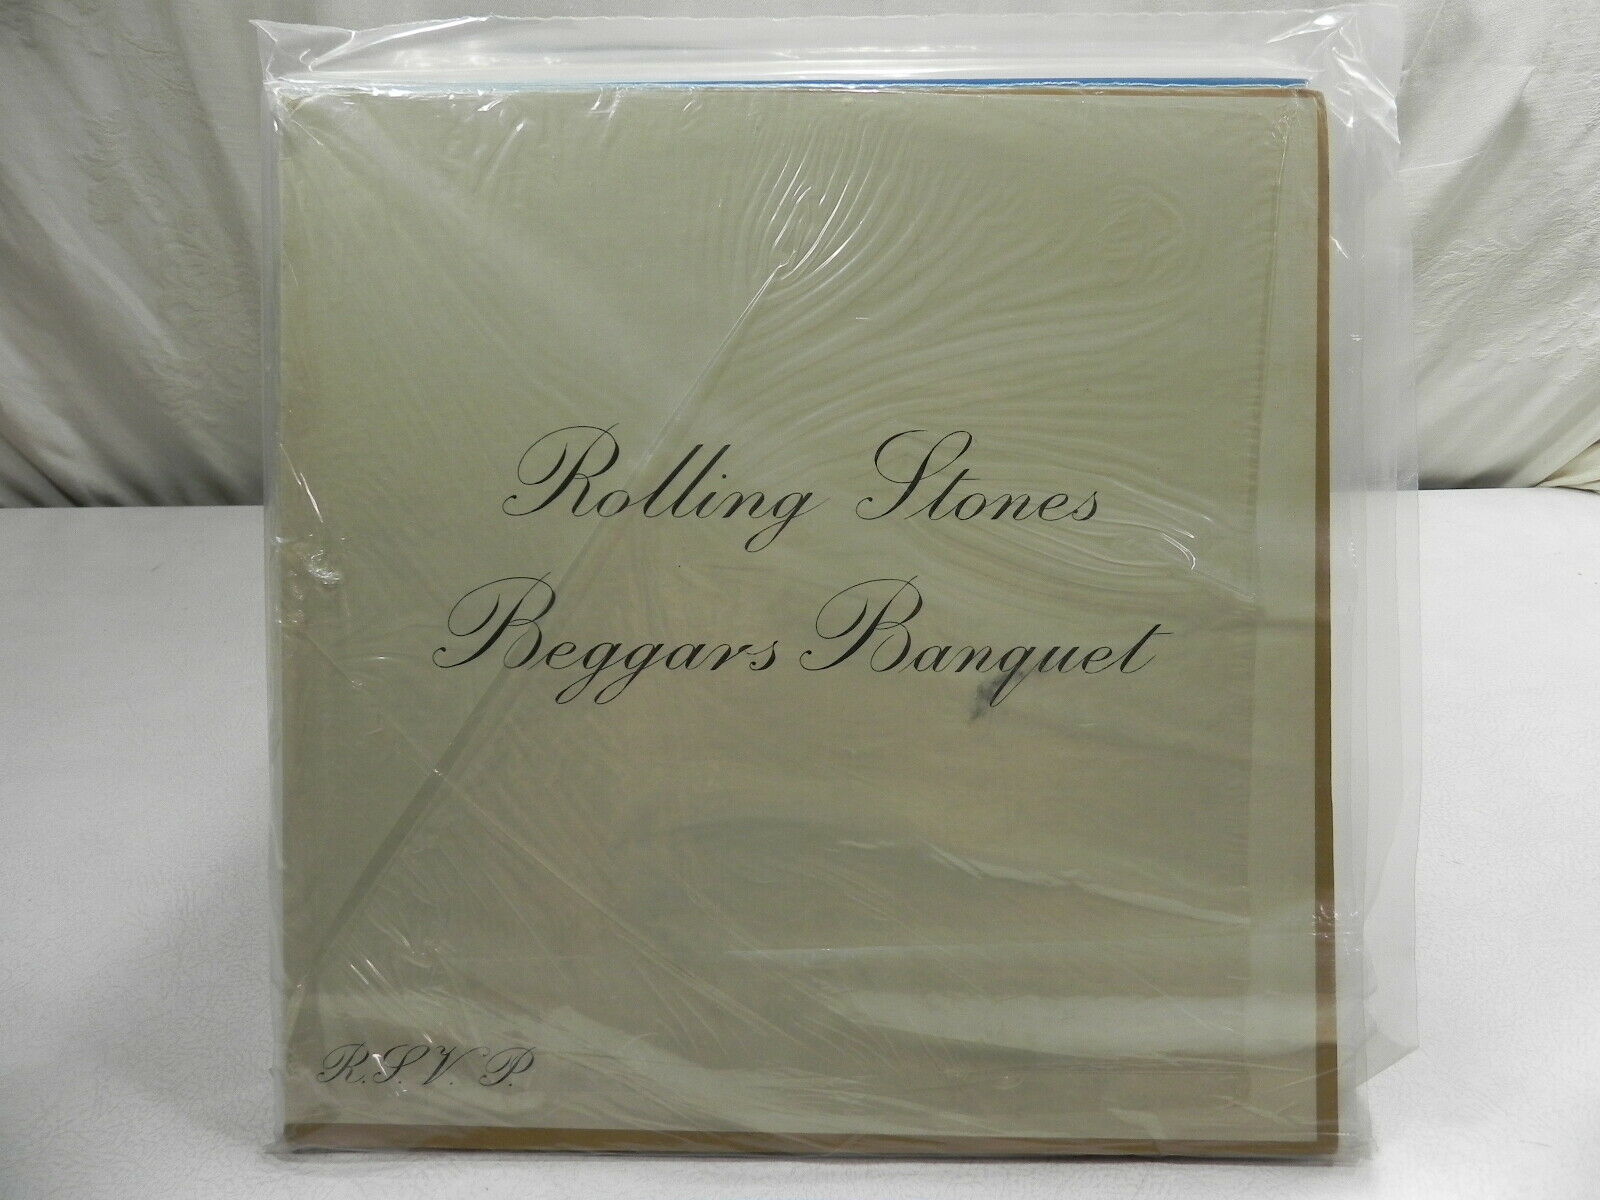 Rolling Stones
Beggars Banquet
R.S.V.P.